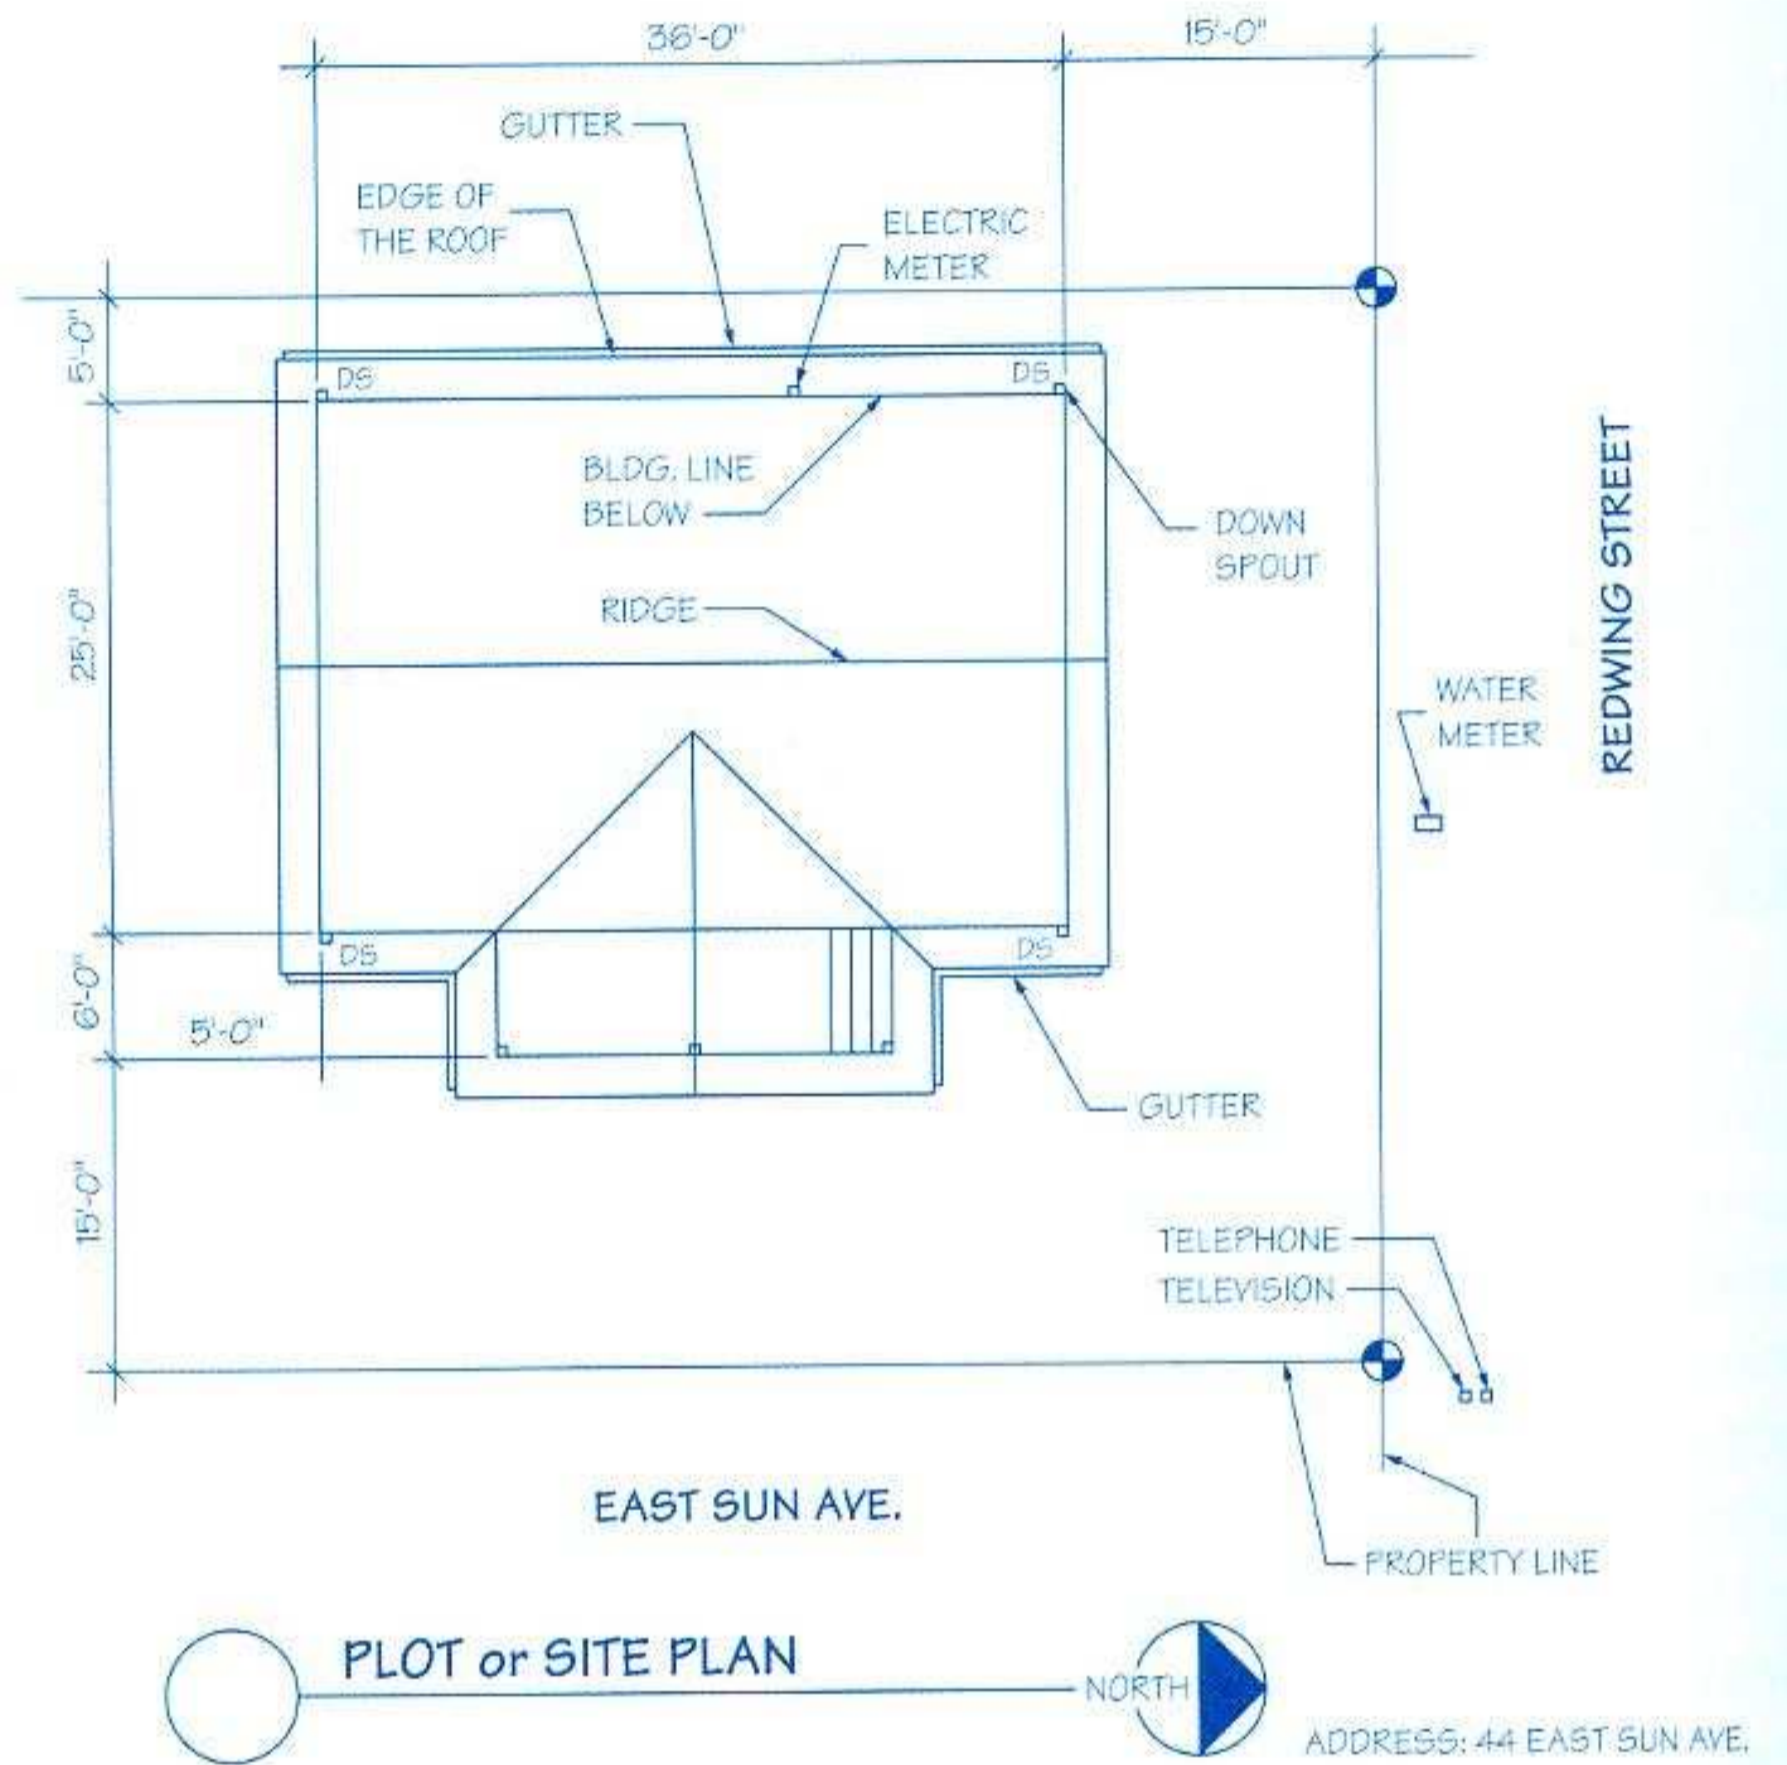 36'-0"
15'-0"
GUTTER
EDGE OF
THE ROOF
ELECTRIC
METER
5'-0"
DS
DS
BLDG. LINE
BELOW
DOWN
SPOUT
REDWING STREET
25'-0"
RIDGE
WATER
METER
DS
DS
6'-0"
5'-0"
GUTTER
15'-0"
TELEPHONE
TELEVISION
EAST SUN AVE.
PROPERTY LINE
PLOT or SITE PLAN
NORTH
ADDRESS: 44 EAST SUN AVE.